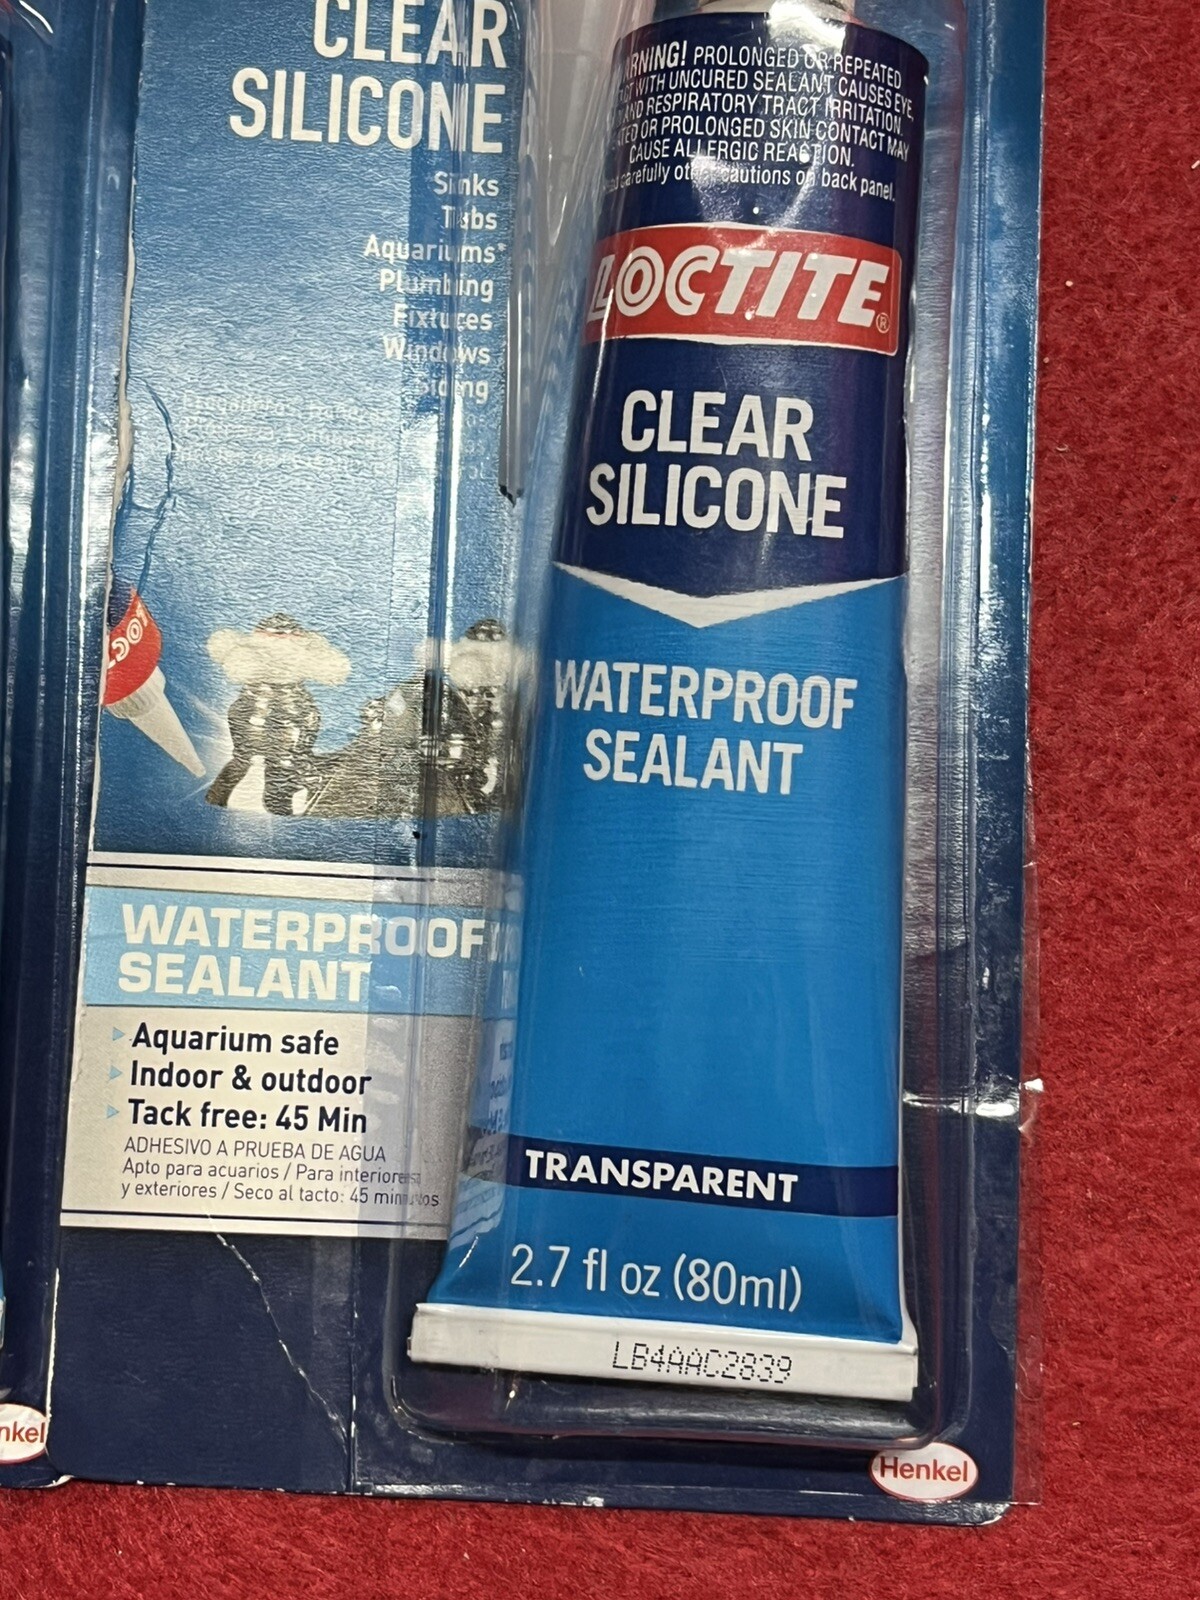 CLEAR
SILICONE
Sinks
Tubs
Aquariums*
Plumbing
Fixtures
Windows
Siding
WATERPROOF
SEALANT
Aquarium safe
Indoor & outdoor
Tack free: 45 Min
ADHESIVO A PRUEBA DE AGUA
Apto para acuarios / Para interiores
y exteriores / Seco al tacto: 45 minutos
PROLONGED OR REPEATED
WITH UNCURED SEALANT CAUSES EYE,
AND RESPIRATORY TRACT IRRITATION.
OR PROLONGED SKIN CONTACT MAY
CAUSE ALLERGIC REACTION.
carefully other cautions on back panel.
LOCTITE®
CLEAR
SILICONE
WATERPROOF
SEALANT
TRANSPARENT
2.7 fl oz (80ml)
LB4AAC2839
Henkel